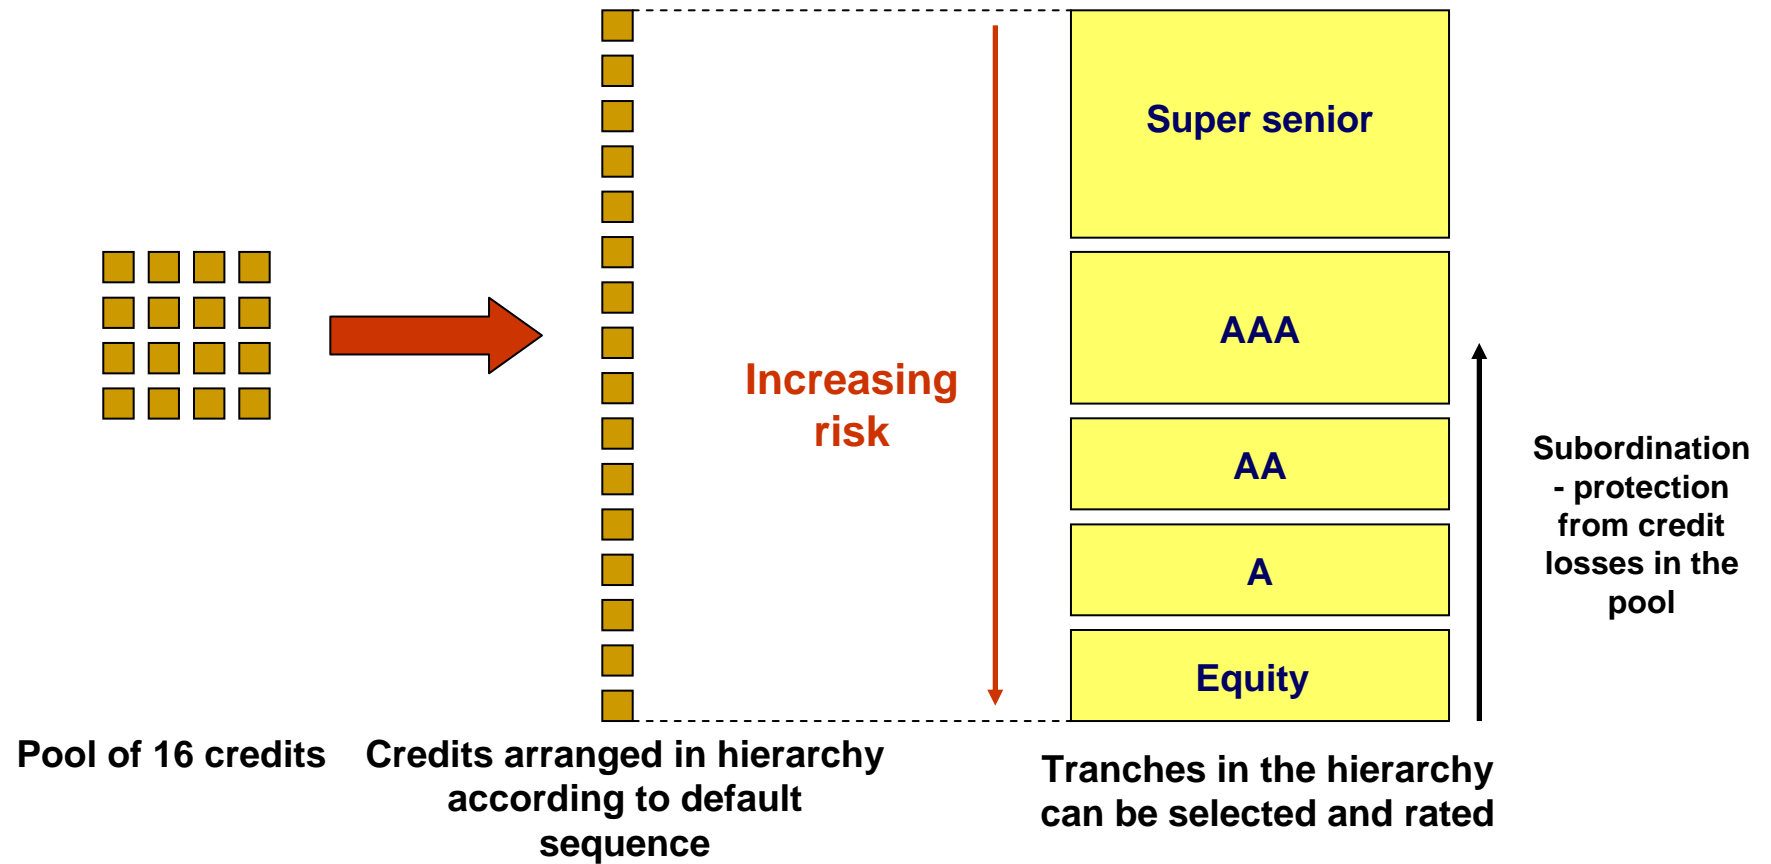 Super senior
AAA
AA
A
Equity
Increasing
risk
Subordination
- protection
from credit
losses in the
pool
Pool of 16 credits
Credits arranged in hierarchy
according to default
sequence
Tranches in the hierarchy
can be selected and rated